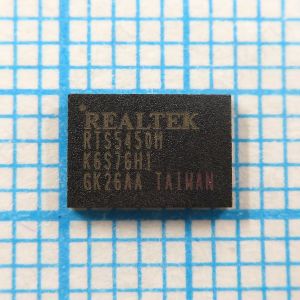 REALTEK
RTS5450M
K6S76H1
GK26AA TAIWAN